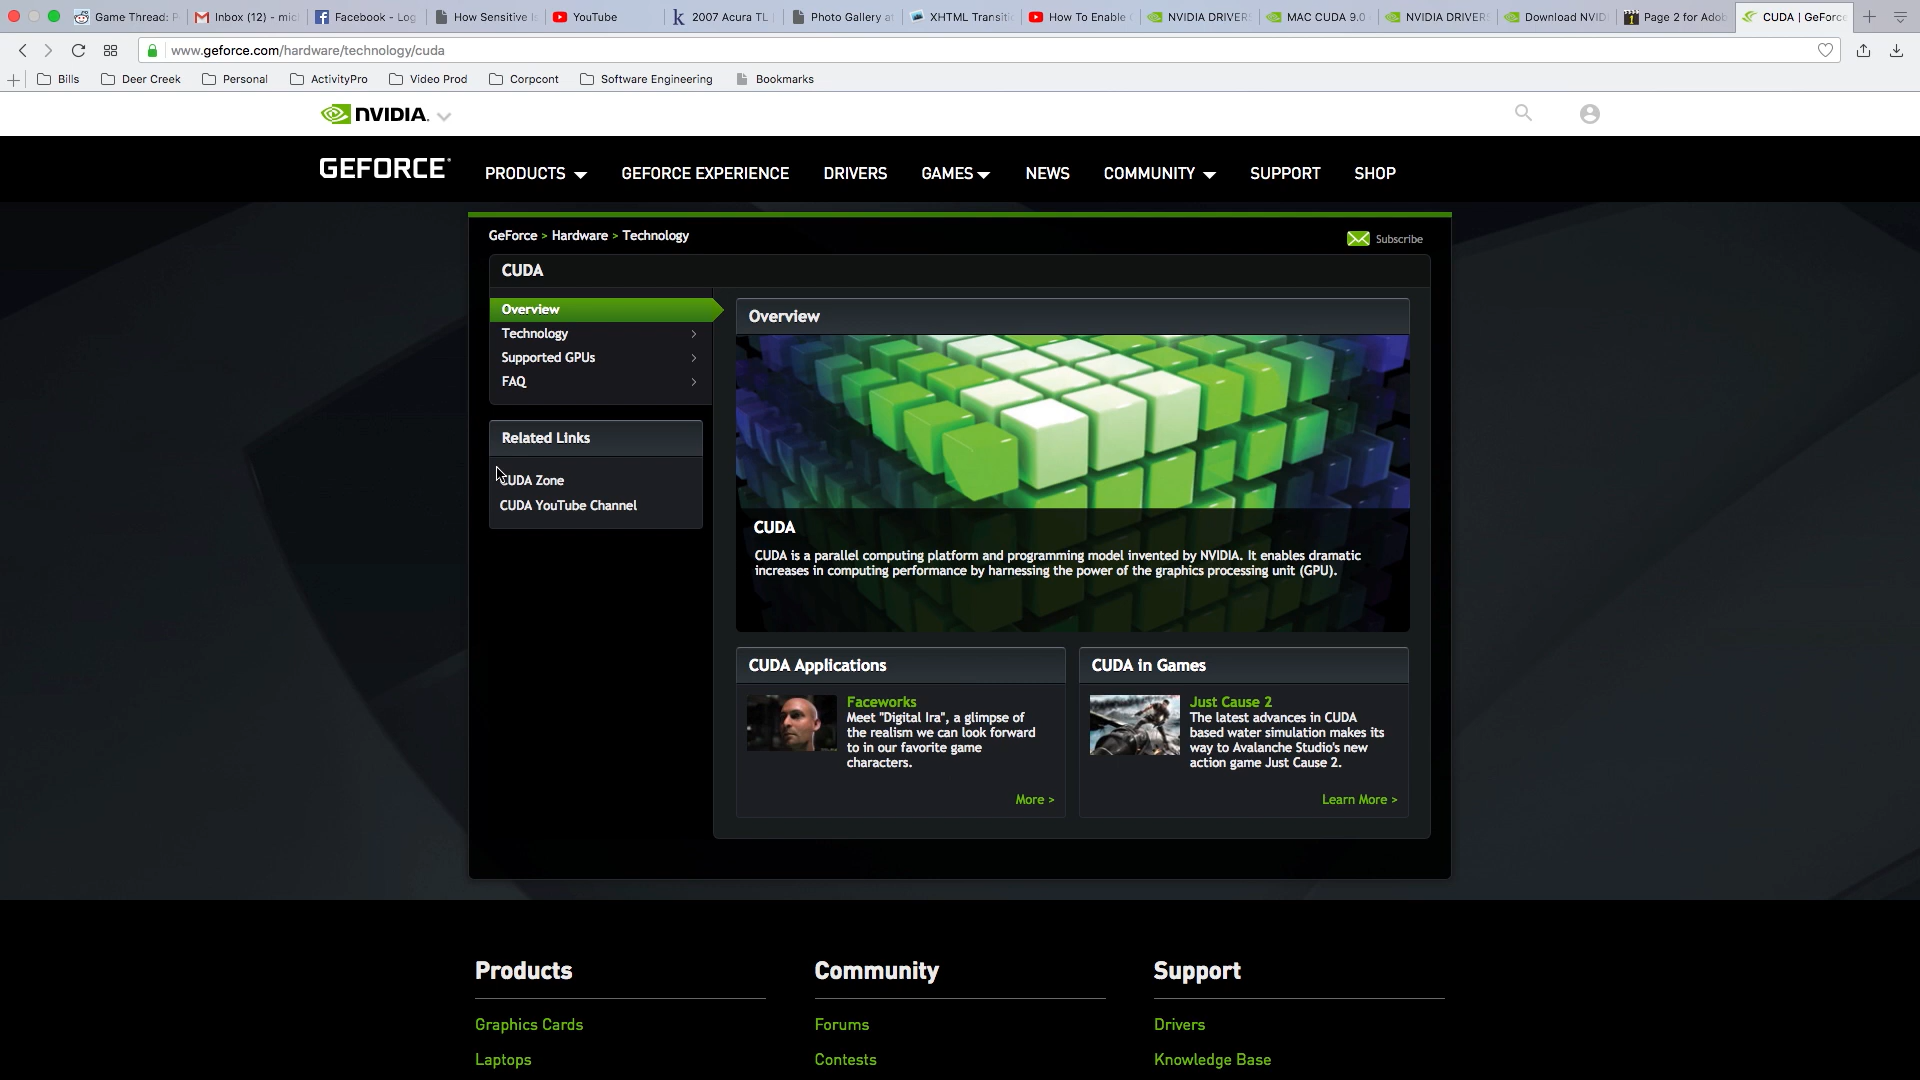 Game Thread: P
Inbox (12) - mic
Facebook - Log
How Sensitive I
YouTube
2007 Acura TL
Photo Gallery a
XHTML Transiti
How To Enable
NVIDIA DRIVERS
MAC CUDA 9.0
NVIDIA DRIVERS
Download NVID
Page 2 for Adob
CUDA | GeForce
www.geforce.com/hardware/technology/cuda
Bills
Deer Creek
Personal
ActivityPro
Video Prod
Corpcont
Software Engineering
Bookmarks
NVIDIA.
GEFORCE
PRODUCTS
GEFORCE EXPERIENCE
DRIVERS
GAMES
NEWS
COMMUNITY
SUPPORT
SHOP
GeForce > Hardware > Technology
Subscribe
CUDA
Overview
Technology
Supported GPUs
FAQ
Related Links
CUDA Zone
CUDA YouTube Channel
Overview
CUDA
CUDA is a parallel computing platform and programming model invented by NVIDIA. It enables dramatic
increases in computing performance by harnessing the power of the graphics processing unit (GPU).
CUDA Applications
Faceworks
Meet "Digital Ira", a glimpse of
the realism we can look forward
to in our favorite game
characters.
More >
CUDA in Games
Just Cause 2
The latest advances in CUDA
based water simulation makes its
way to Avalanche Studio's new
action game Just Cause 2.
Learn More >
Products
Graphics Cards
Laptops
Community
Forums
Contests
Support
Drivers
Knowledge Base